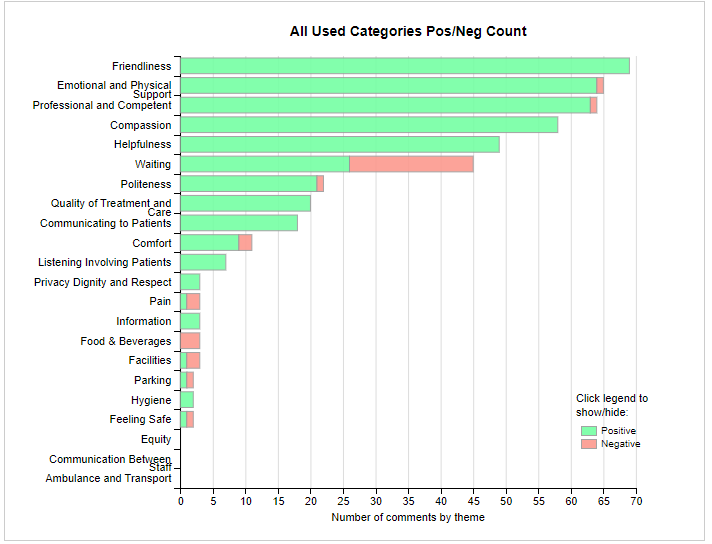 All Used Categories Pos/Neg Count
Friendliness
Emotional and Physical
Support
Professional and Competent
Compassion
Helpfulness
Waiting
Politeness
Quality of Treatment and
Care
Communicating to Patients
Comfort
Listening Involving Patients
Privacy Dignity and Respect
Pain
Information
Food & Beverages
Facilities
Parking
Hygiene
Feeling Safe
Equity
Communication Between
Staff
Ambulance and Transport
Click legend to
show/hide:
Positive
Negative
0 5 10 15 20 25 30 35 40 45 50 55 60 65 70
Number of comments by theme